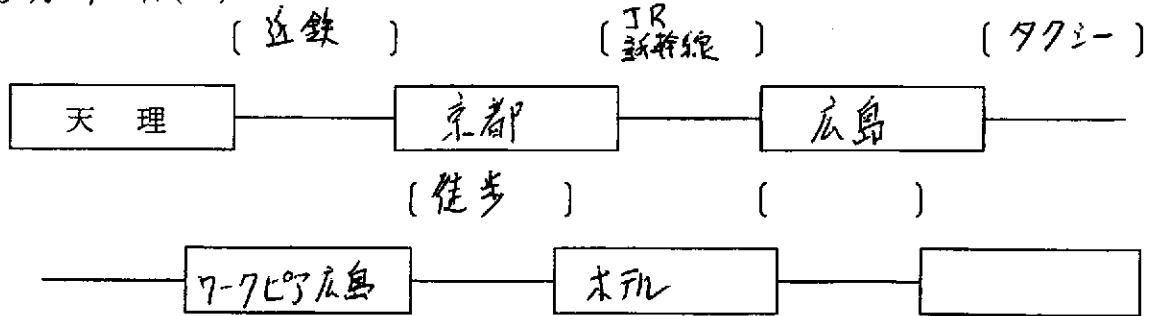 〔 近鉄 〕 〔 JR新幹線 〕 〔 タクシー 〕
天理 京都 広島
〔 徒歩 〕 〔 〕
ワークピア広島 ホテル